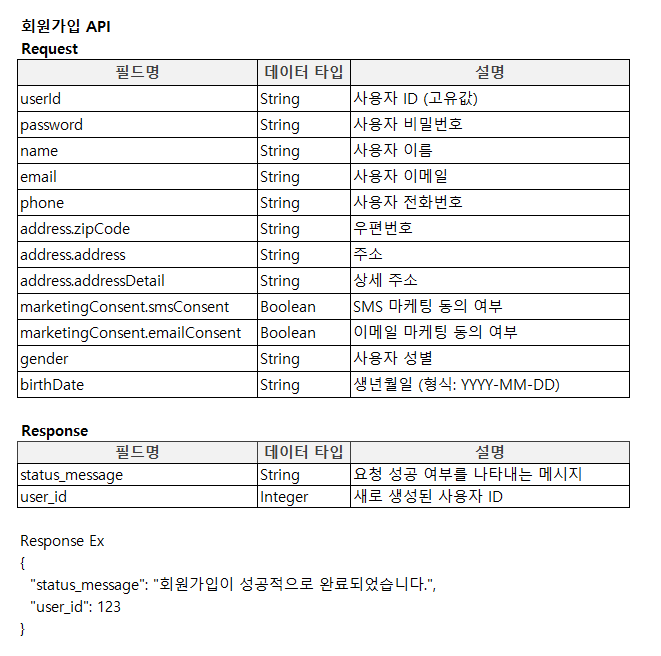 회원가입 API
Request
필드명 데이터 타입 설명
userId String 사용자 ID (고유값)
password String 사용자 비밀번호
name String 사용자 이름
email String 사용자 이메일
phone String 사용자 전화번호
address.zipCode String 우편번호
address.address String 주소
address.addressDetail String 상세 주소
marketingConsent.smsConsent Boolean SMS 마케팅 동의 여부
marketingConsent.emailConsent Boolean 이메일 마케팅 동의 여부
gender String 사용자 성별
birthDate String 생년월일 (형식: YYYY-MM-DD)
Response
필드명 데이터 타입 설명
status_message String 요청 성공 여부를 나타내는 메시지
user_id Integer 새로 생성된 사용자 ID
Response Ex
{
"status_message": "회원가입이 성공적으로 완료되었습니다.",
"user_id": 123
}